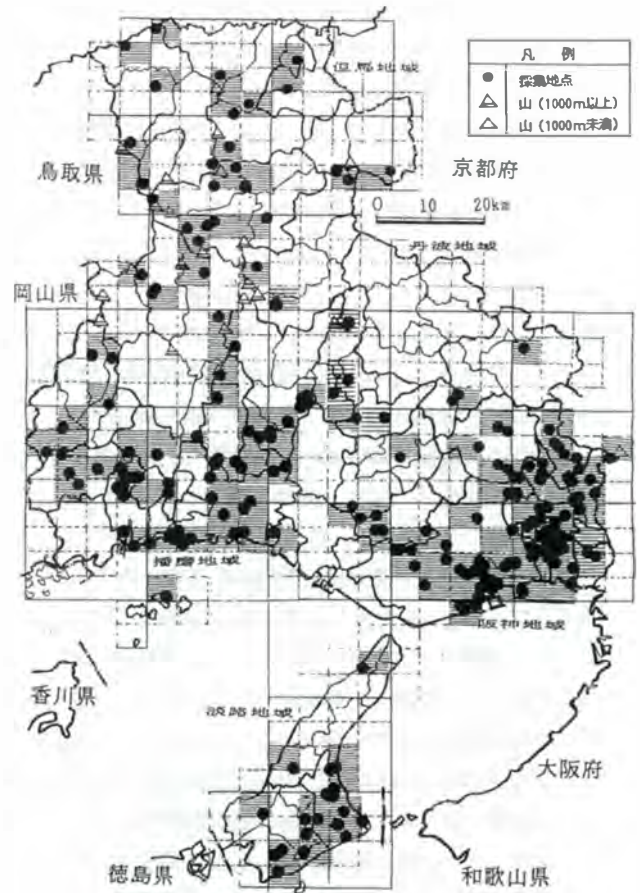 但馬地域
凡 例
採集地点
山(1000m以上)
山(1000m未満)
鳥取県
京都府
0 10 20km
丹波地域
岡山県
播磨地域
阪神地域
香川県
淡路地域
大阪府
徳島県
和歌山県